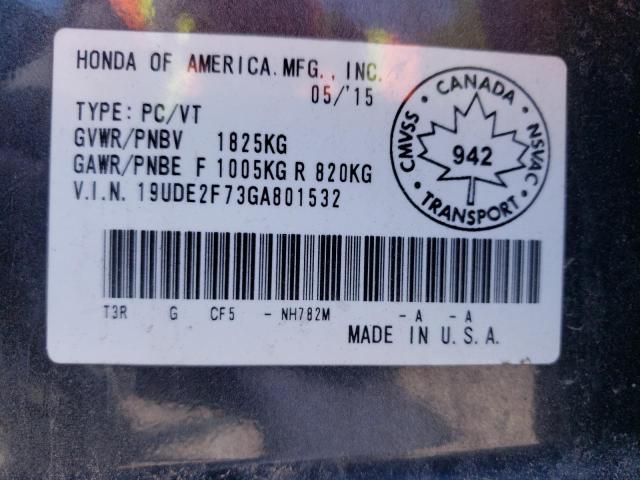 HONDA OF AMERICA.MFG., INC.
05/'15
TYPE: PC/VT
GVWR/PNBV 1825KG
GAWR/PNBE F 1005KG R 820KG
V.I.N. 19UDE2F73GA801532
CANADA
CMVSS
942
NSVAC
TRANSPORT
T3R G CF5 - NH782M - A - A
MADE IN U.S.A.